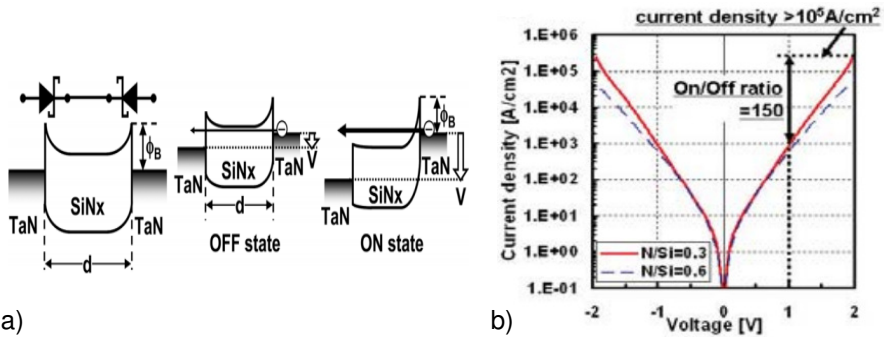 ϕB
SiNx
TaN
TaN
d
ϕB
V
TaN
SiNx
TaN
d
OFF state
ϕB
TaN
V
TaN
SiNx
ON state
a)
current density >10⁵A/cm²
1.E+06
1.E+05
1.E+04
1.E+03
1.E+02
1.E+01
1.E+00
1.E-01
Current density [A/cm2]
On/Off ratio
=150
N/Si=0.3
N/Si=0.6
-2 -1 0 1 2
Voltage [V]
b)